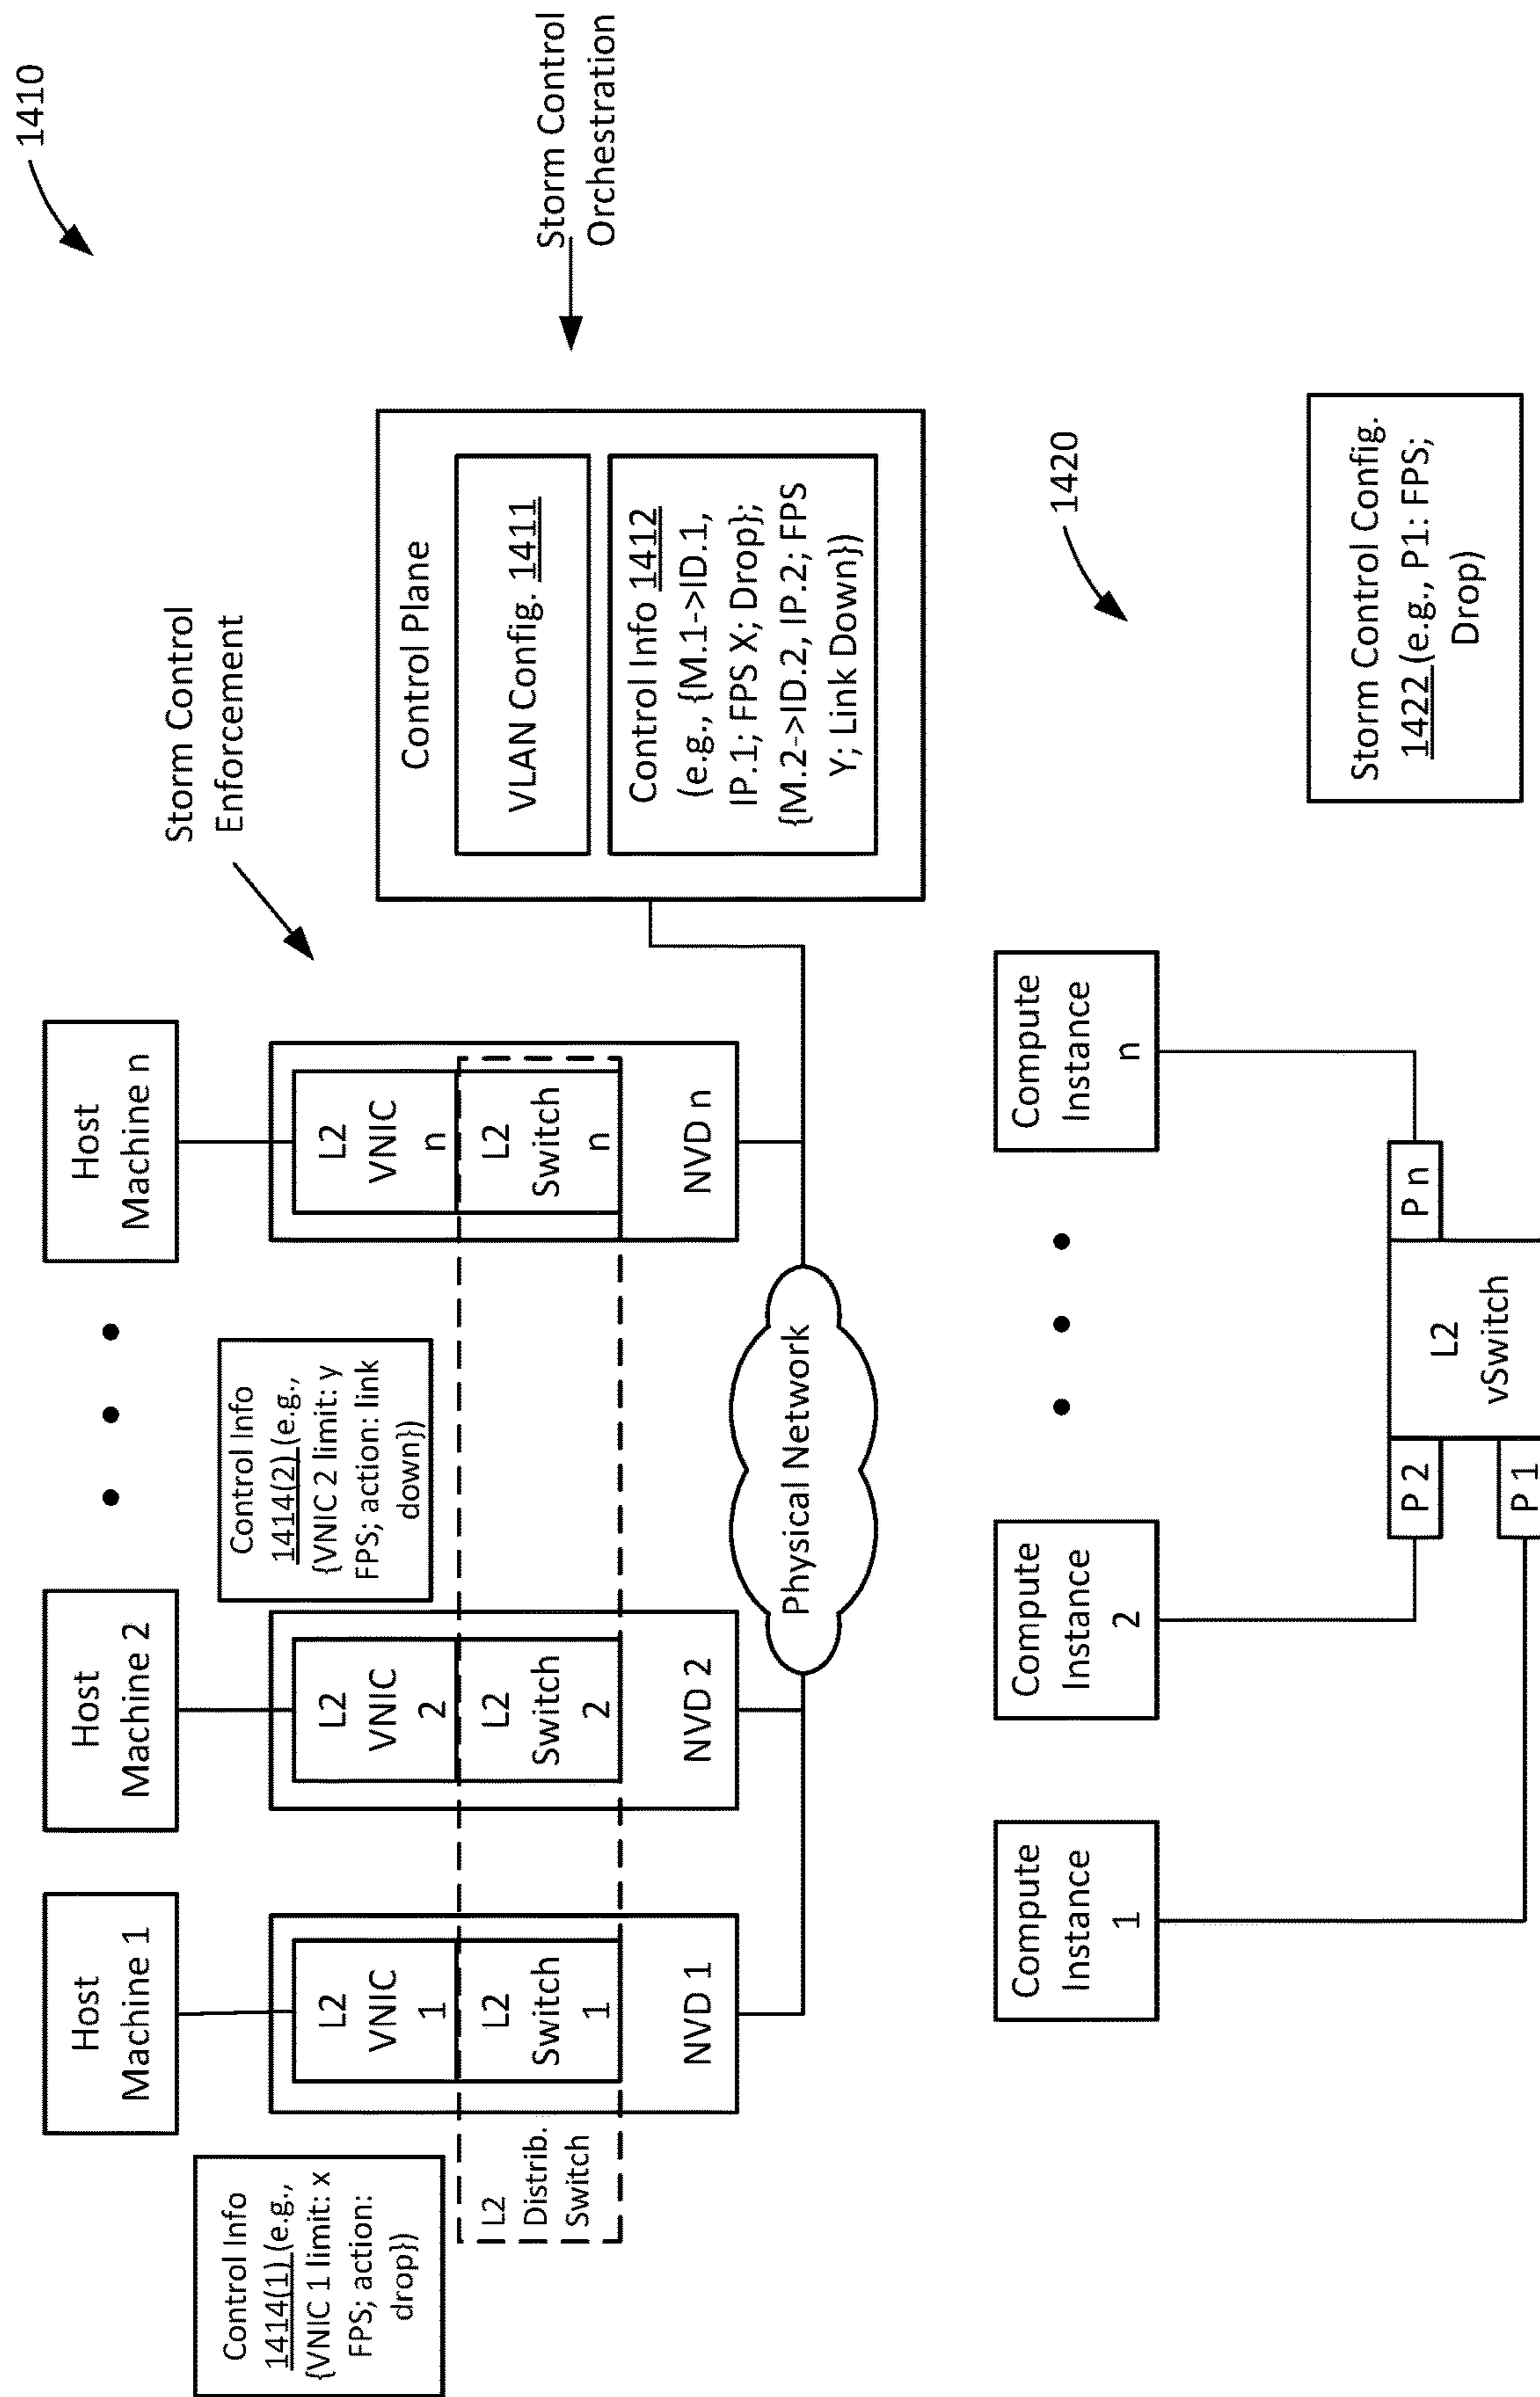 1410
Storm Control
Enforcement
Storm Control
Orchestration
Host
Machine 1
Host
Machine 2
Host
Machine n
Control Info
1414(1) (e.g.,
{VNIC 1 limit: x
FPS; action:
drop})
L2
VNIC
1
L2
Switch
1
NVD 1
L2
VNIC
2
L2
Switch
2
NVD 2
Control Info
1414(2) (e.g.,
{VNIC 2 limit: y
FPS; action: link
down})
L2
VNIC
n
L2
Switch
n
NVD n
L2
Distrib.
Switch
Physical Network
Control Plane
VLAN Config. 1411
Control Info 1412
(e.g., {M.1->ID.1,
IP.1; FPS X; Drop};
{M.2->ID.2, IP.2; FPS
Y; Link Down})
1420
Compute
Instance
1
Compute
Instance
2
Compute
Instance
n
P 2
P 1
L2
vSwitch
P n
Storm Control Config.
1422 (e.g., P1: FPS;
Drop)